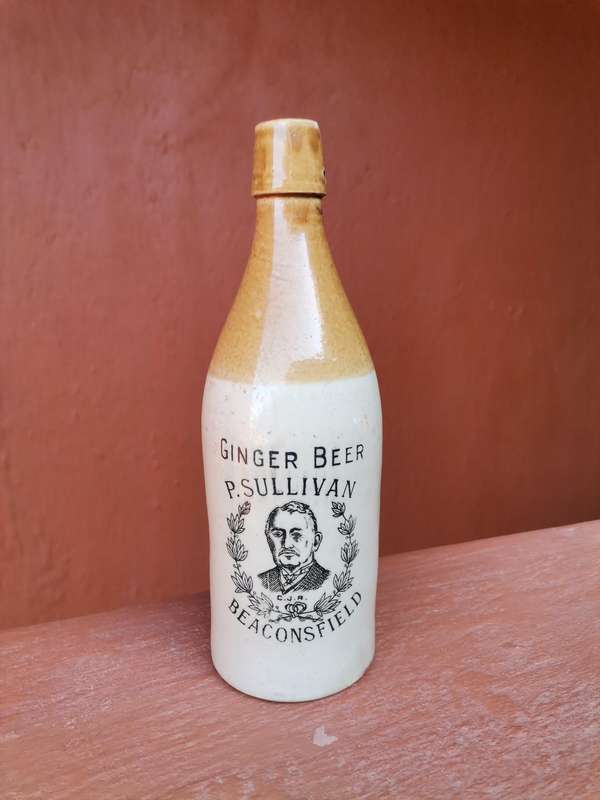 GINGER BEER
P. SULLIVAN
C.J.R.
BEACONSFIELD